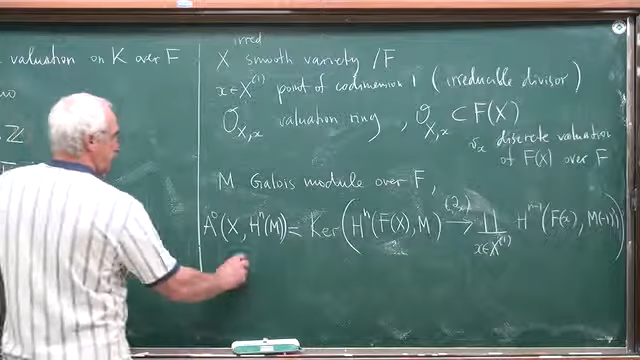 valuation on K over F
Z
irred
X smooth variety /F
x ∈ X^(1) point of codimension 1 (irreducible divisor)
O_{X,x} valuation ring, O_{X,x} ⊂ F(X)
v_x discrete valuation
of F(X) over F
M Galois module over F,
A^0(X, H^n(M)) = Ker(H^n(F(X), M) →^{(∂_x)} ∐_{x∈X^(1)} H^{n-1}(F(x), M(-1)))